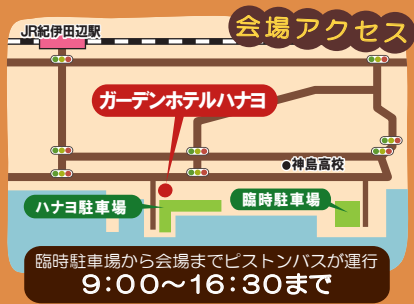 JR紀伊田辺駅
会場アクセス
ガーデンホテルハナヨ
●神島高校
ハナヨ駐車場
臨時駐車場
臨時駐車場から会場までピストンバスが運行
9:00〜16:30まで